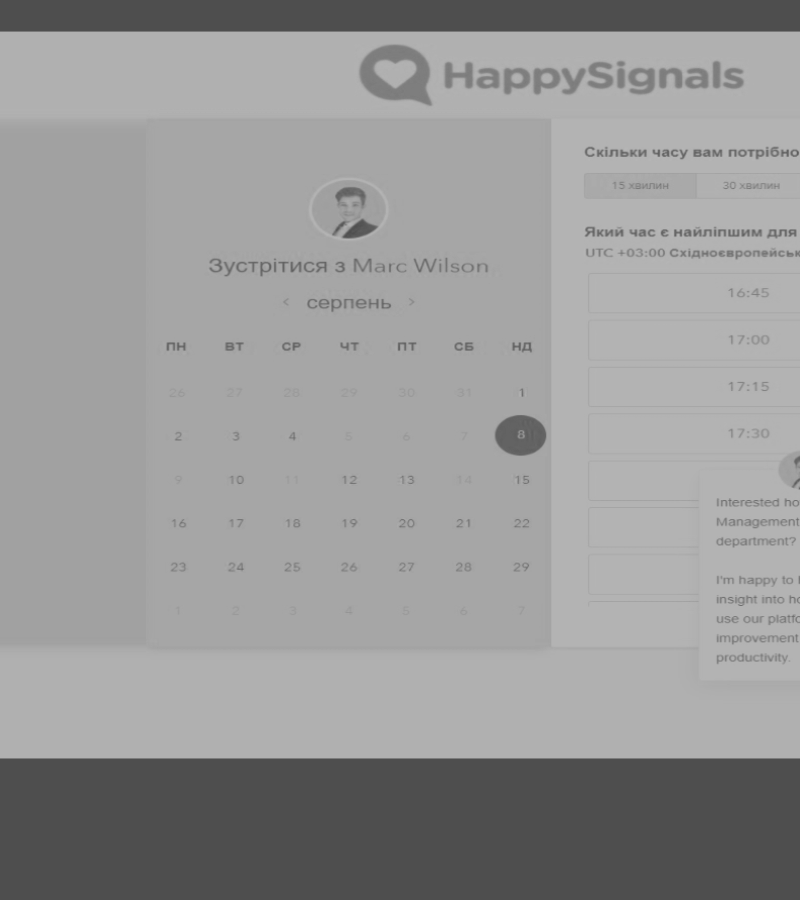 HappySignals
Зустрітися з Marc Wilson
< серпень >
ПН ВТ СР ЧТ ПТ СБ НД
26 27 28 29 30 31 1
2 3 4 5 6 7 8
9 10 11 12 13 14 15
16 17 18 19 20 21 22
23 24 25 26 27 28 29
1 2 3 4 5 6 7
Скільки часу вам потрібно
15 хвилин 30 хвилин
Який час є найліпшим для
UTC +03:00 Східноєвропейськ
16:45
17:00
17:15
17:30
Interested ho
Management
department?
I'm happy to
insight into ho
use our platfo
improvement
productivity.